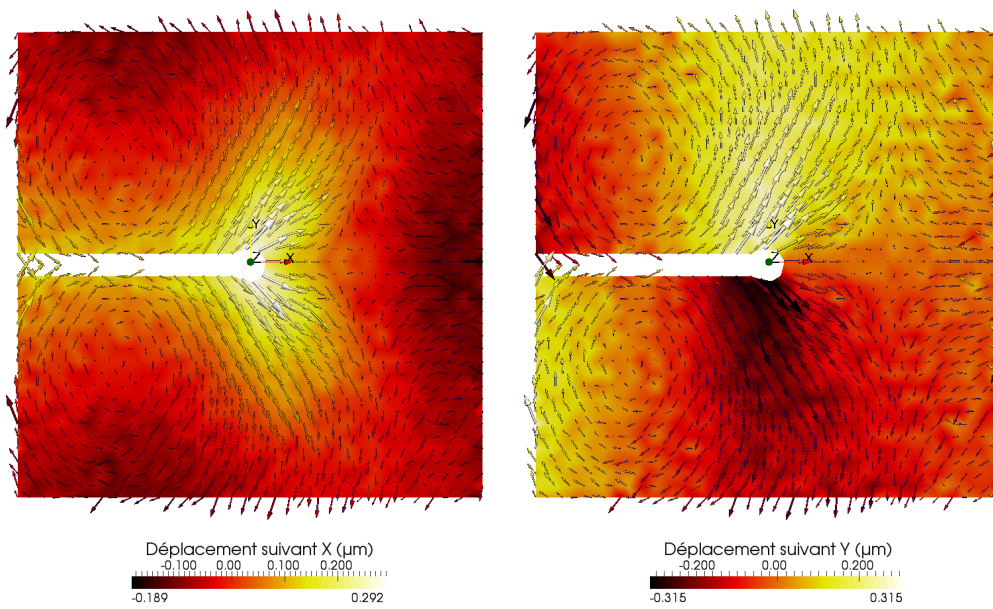 Y
Z X
Y
Z X
Déplacement suivant X (µm)
-0.100 0.00 0.100 0.200
-0.189 0.292
Déplacement suivant Y (µm)
-0.200 0.00 0.200
-0.315 0.315